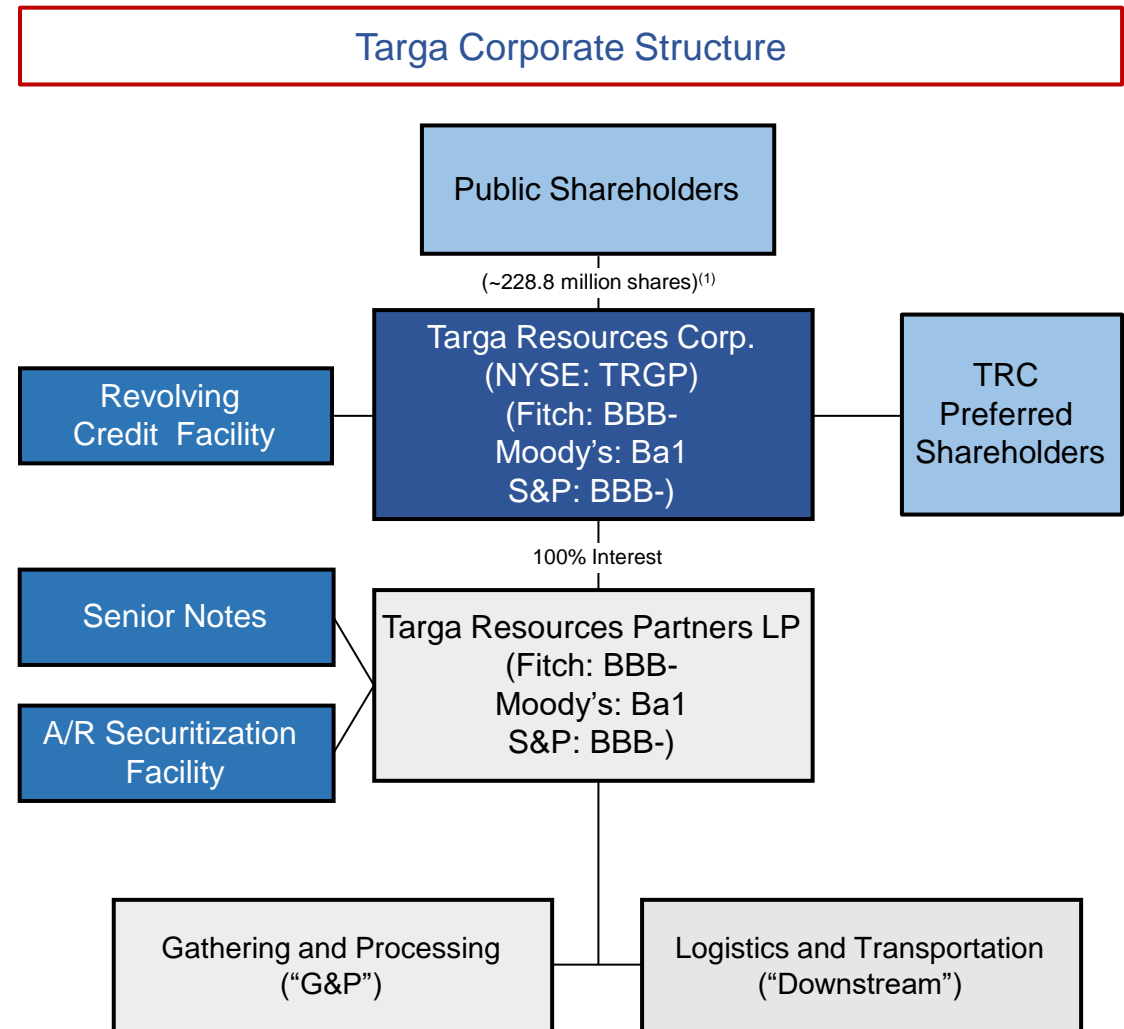 Targa Corporate Structure
Public Shareholders
(~228.8 million shares)(1)
Targa Resources Corp.
(NYSE: TRGP)
(Fitch: BBB-
Moody’s: Ba1
S&P: BBB-)
Revolving
Credit Facility
TRC
Preferred
Shareholders
100% Interest
Senior Notes
A/R Securitization
Facility
Targa Resources Partners LP
(Fitch: BBB-
Moody’s: Ba1
S&P: BBB-)
Gathering and Processing
(“G&P”)
Logistics and Transportation
(“Downstream”)